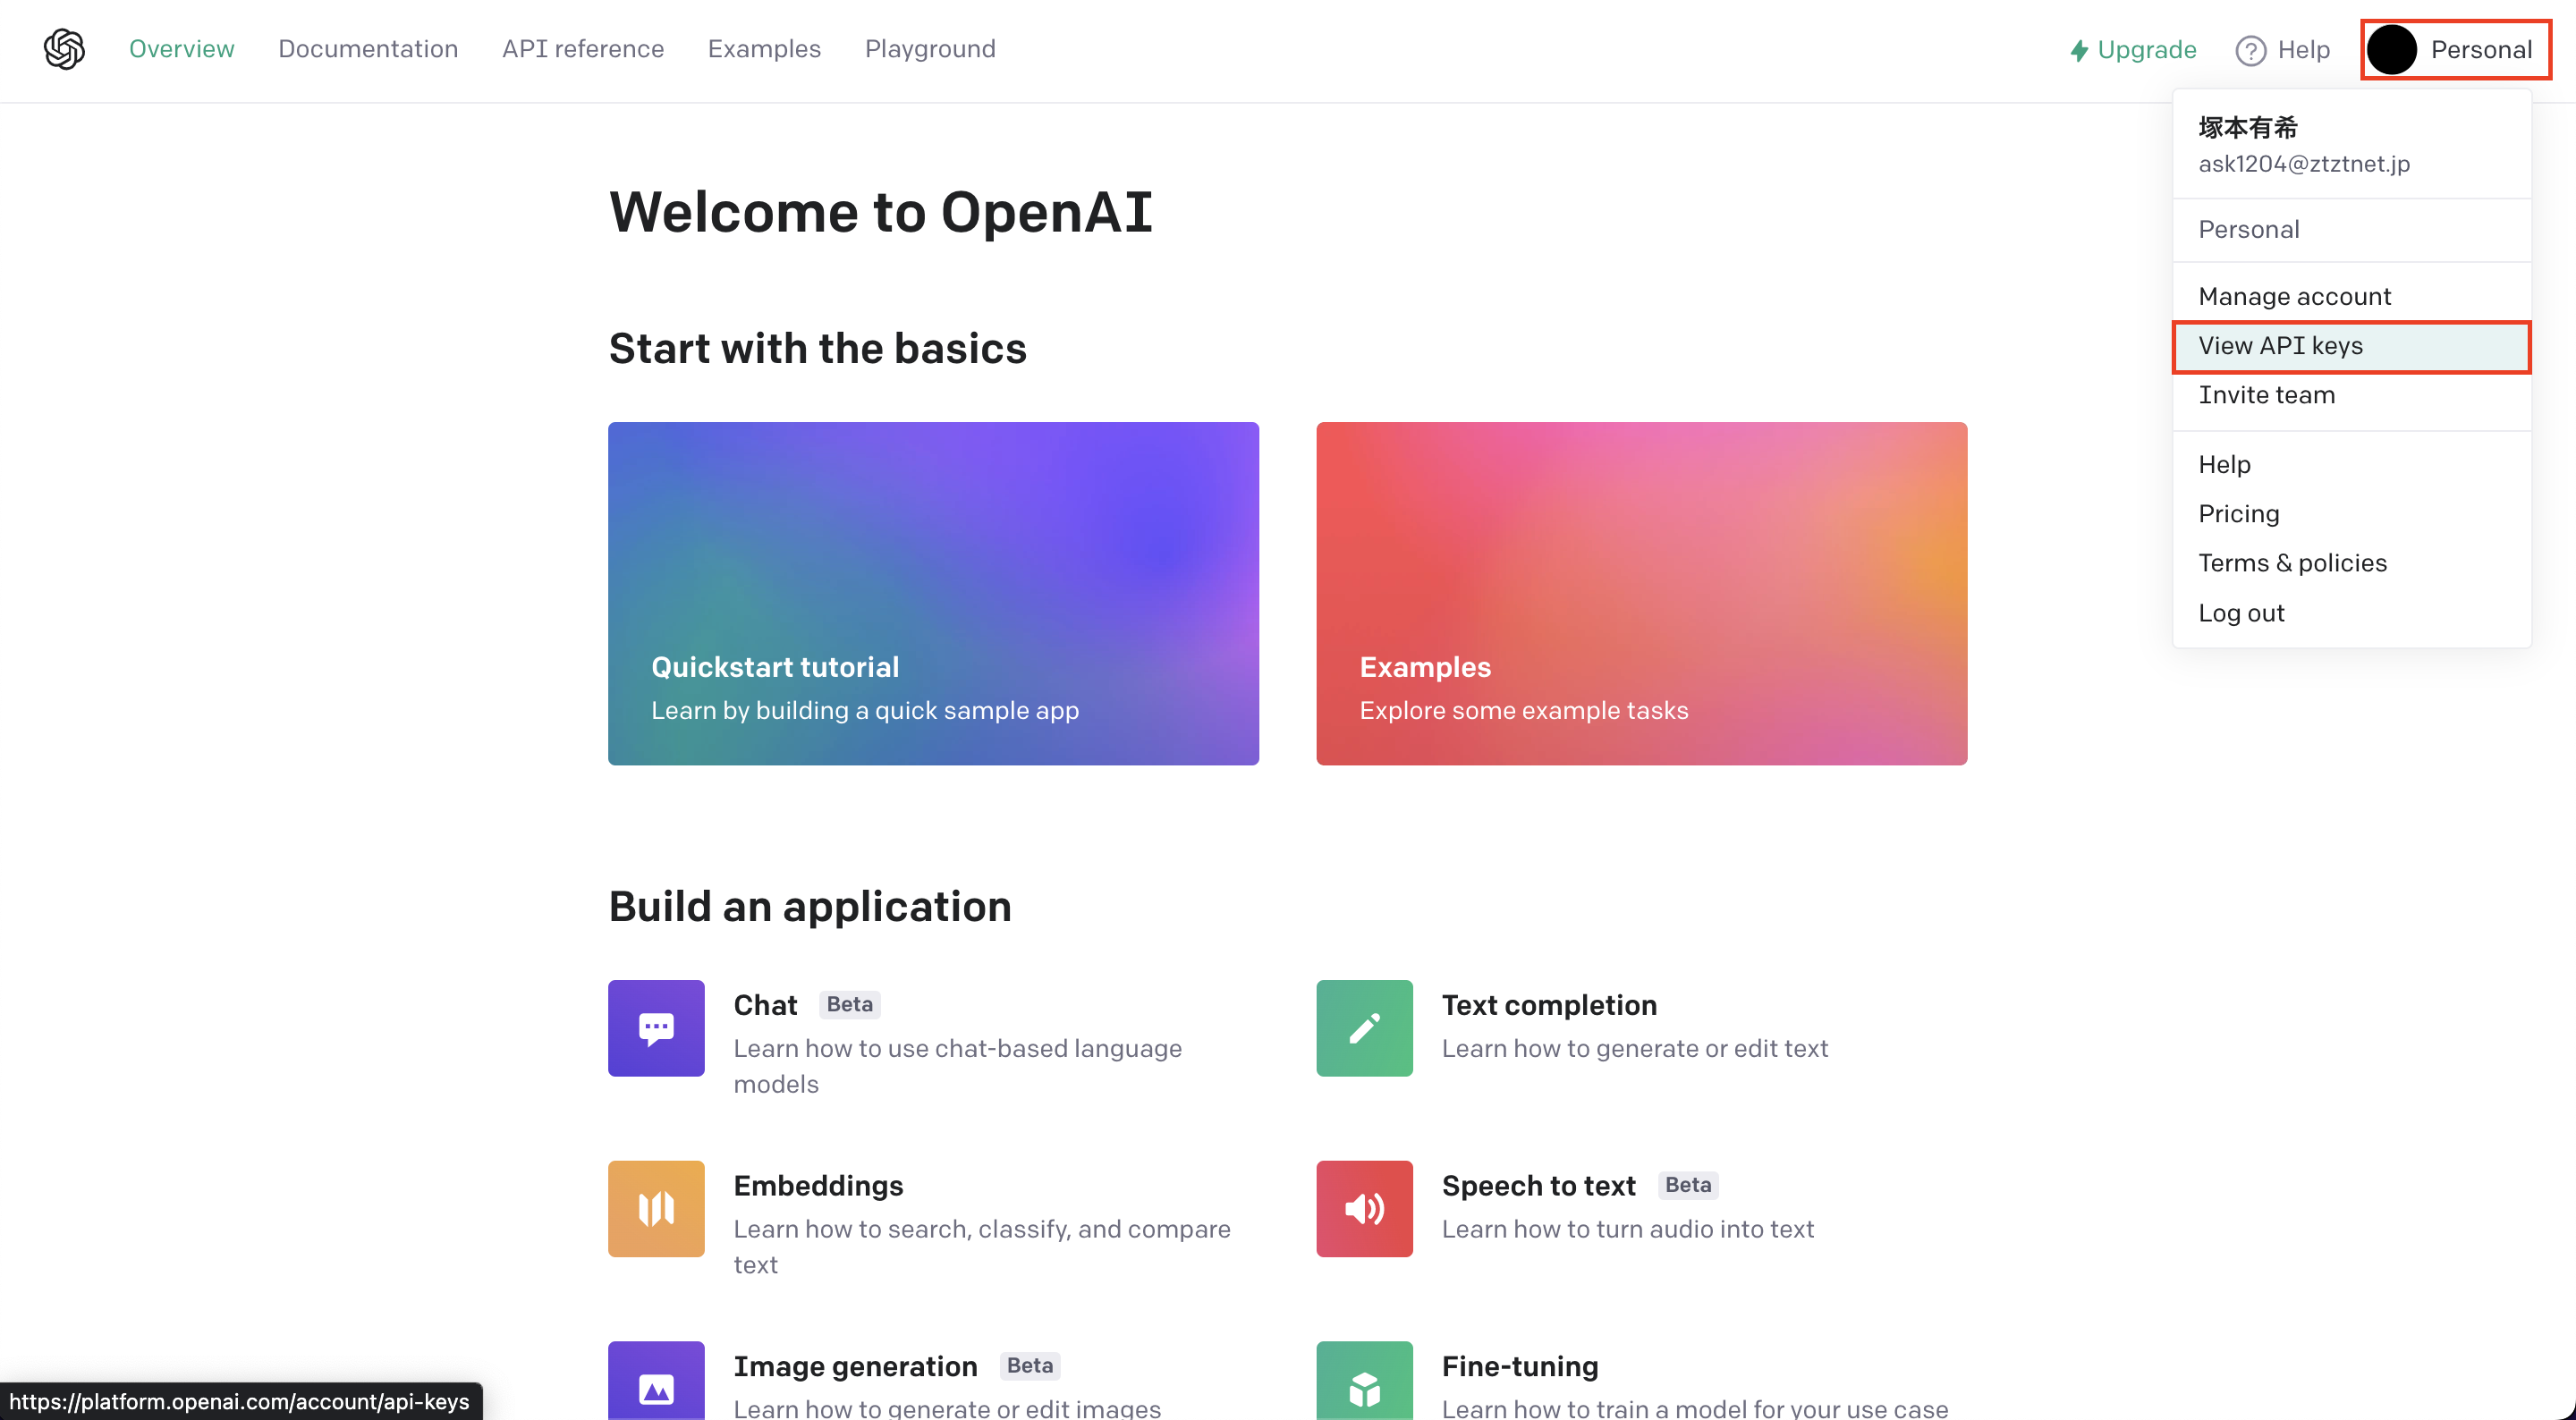 Overview Documentation API reference Examples Playground Upgrade Help Personal
塚本有希
ask1204@ztztnet.jp
Personal
Manage account
View API keys
Invite team
Help
Pricing
Terms & policies
Log out
Welcome to OpenAI
Start with the basics
Quickstart tutorial
Learn by building a quick sample app
Examples
Explore some example tasks
Build an application
Chat Beta
Learn how to use chat-based language
models
Text completion
Learn how to generate or edit text
Embeddings
Learn how to search, classify, and compare
text
Speech to text Beta
Learn how to turn audio into text
Image generation Beta
Learn how to generate or edit images
Fine-tuning
Learn how to train a model for your use case
https://platform.openai.com/account/api-keys